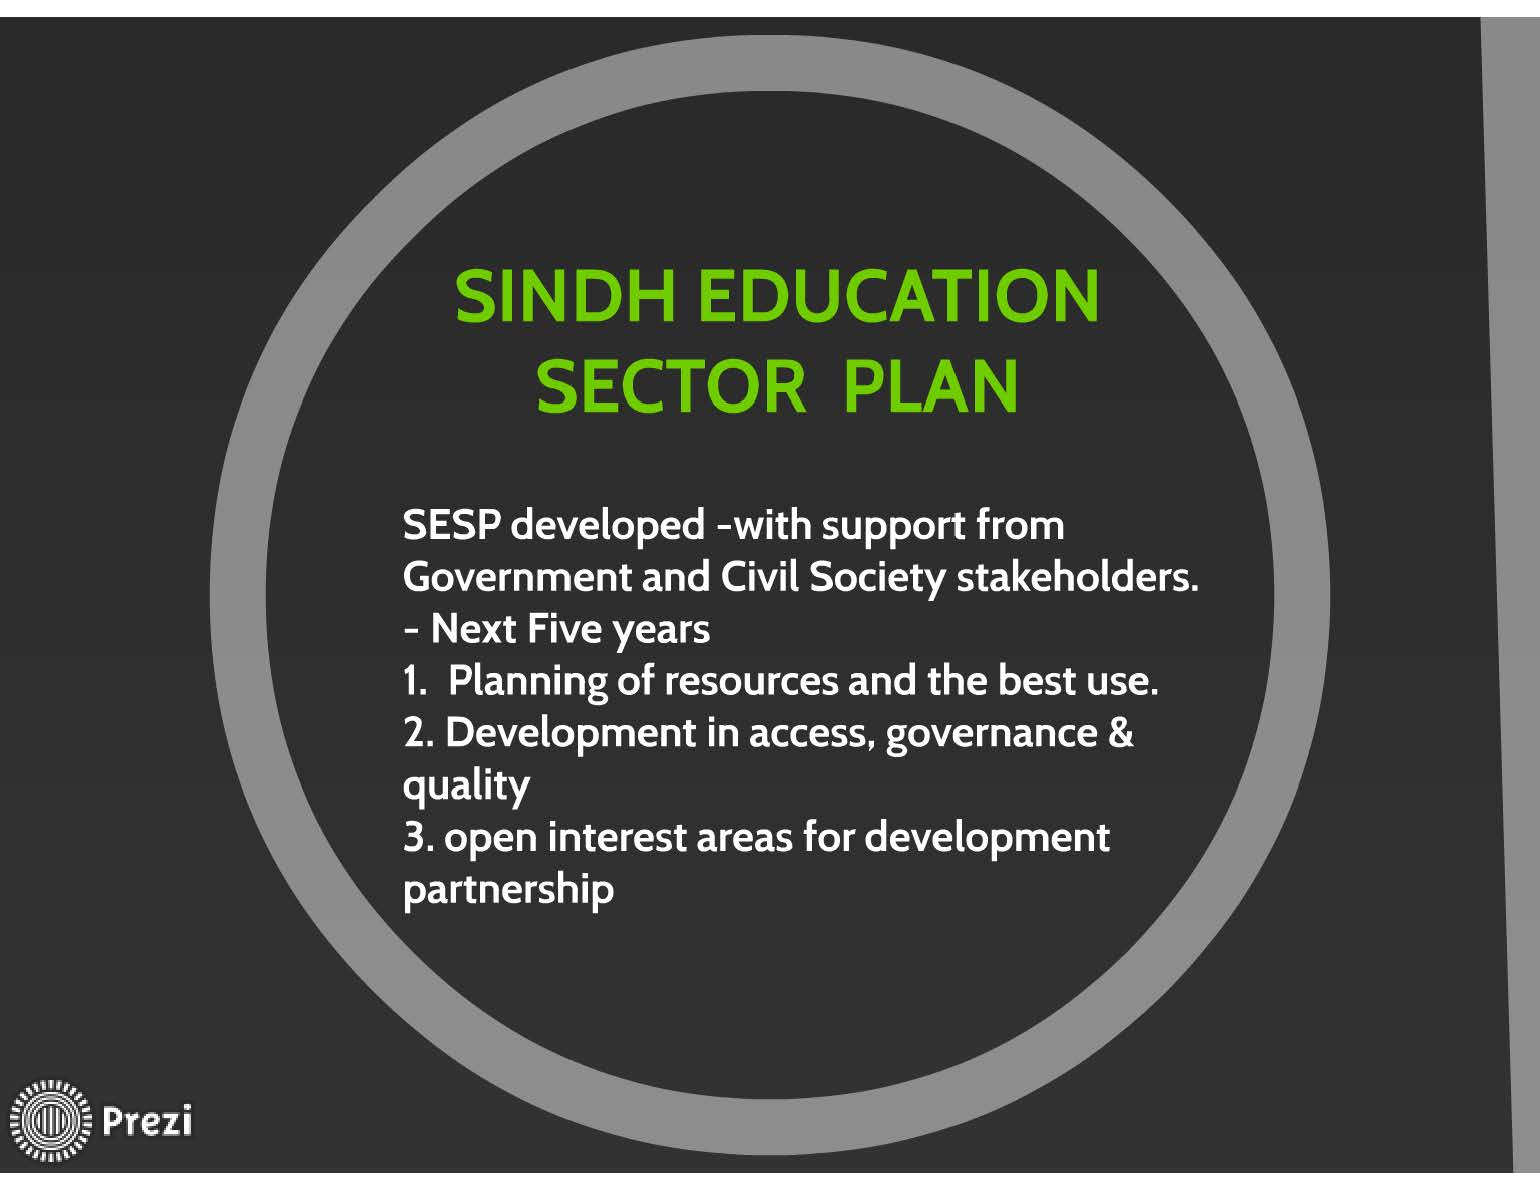 SINDH EDUCATION
SECTOR  PLAN
SESP developed -with support from
Government and Civil Society stakeholders.
- Next Five years
1.  Planning of resources and the best use.
2. Development in access, governance &
quality
3. open interest areas for development
partnership
Prezi